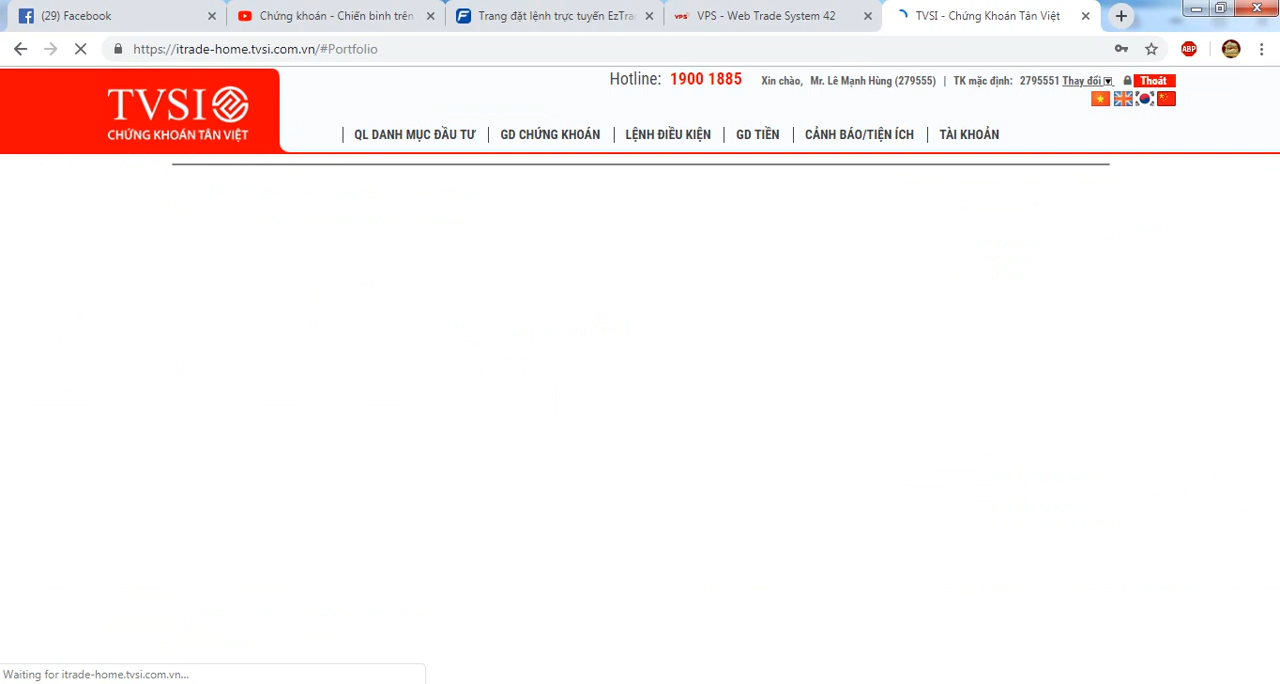 (29) Facebook
Chứng khoán - Chiến binh trên
Trang đặt lệnh trực tuyến EzTra
VPS - Web Trade System 42
TVSI - Chứng Khoán Tân Việt
https://itrade-home.tvsi.com.vn/#Portfolio
ABP
TVSI
CHỨNG KHOÁN TÂN VIỆT
Hotline: 1900 1885
Xin chào, Mr. Lê Mạnh Hùng (279555) | TK mặc định: 2795551 Thay đổi
Thoát
QL DANH MỤC ĐẦU TƯ
GD CHỨNG KHOÁN
LỆNH ĐIỀU KIỆN
GD TIỀN
CẢNH BÁO/TIỆN ÍCH
TÀI KHOẢN
Waiting for itrade-home.tvsi.com.vn...